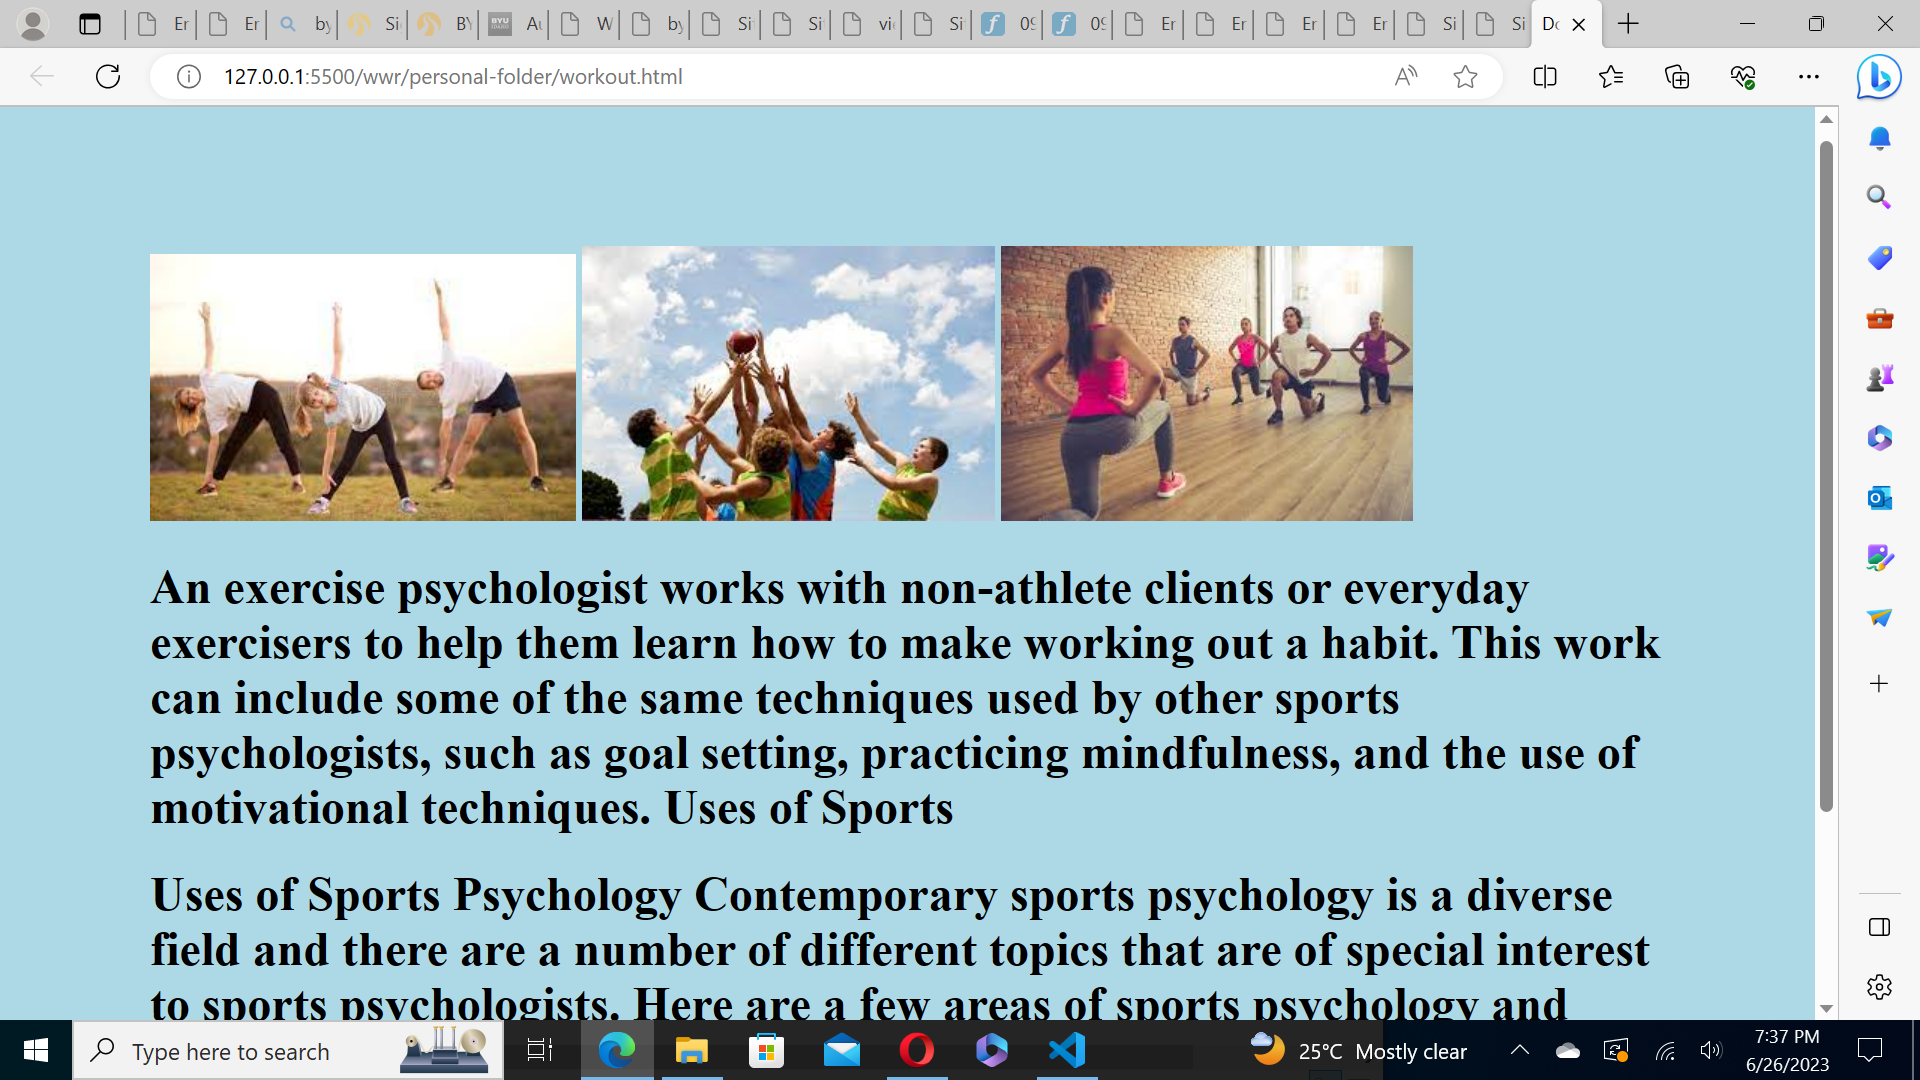 Er
Er
by
Si
BY
Au
W
by
Si
Si
vi
Si
09
09
Er
Er
Er
Er
Si
Si
Do
127.0.0.1:5500/wwr/personal-folder/workout.html
An exercise psychologist works with non-athlete clients or everyday
exercisers to help them learn how to make working out a habit. This work
can include some of the same techniques used by other sports
psychologists, such as goal setting, practicing mindfulness, and the use of
motivational techniques. Uses of Sports
Uses of Sports Psychology Contemporary sports psychology is a diverse
field and there are a number of different topics that are of special interest
to sports psychologists. Here are a few areas of sports psychology and
Type here to search
25°C Mostly clear
7:37 PM
6/26/2023